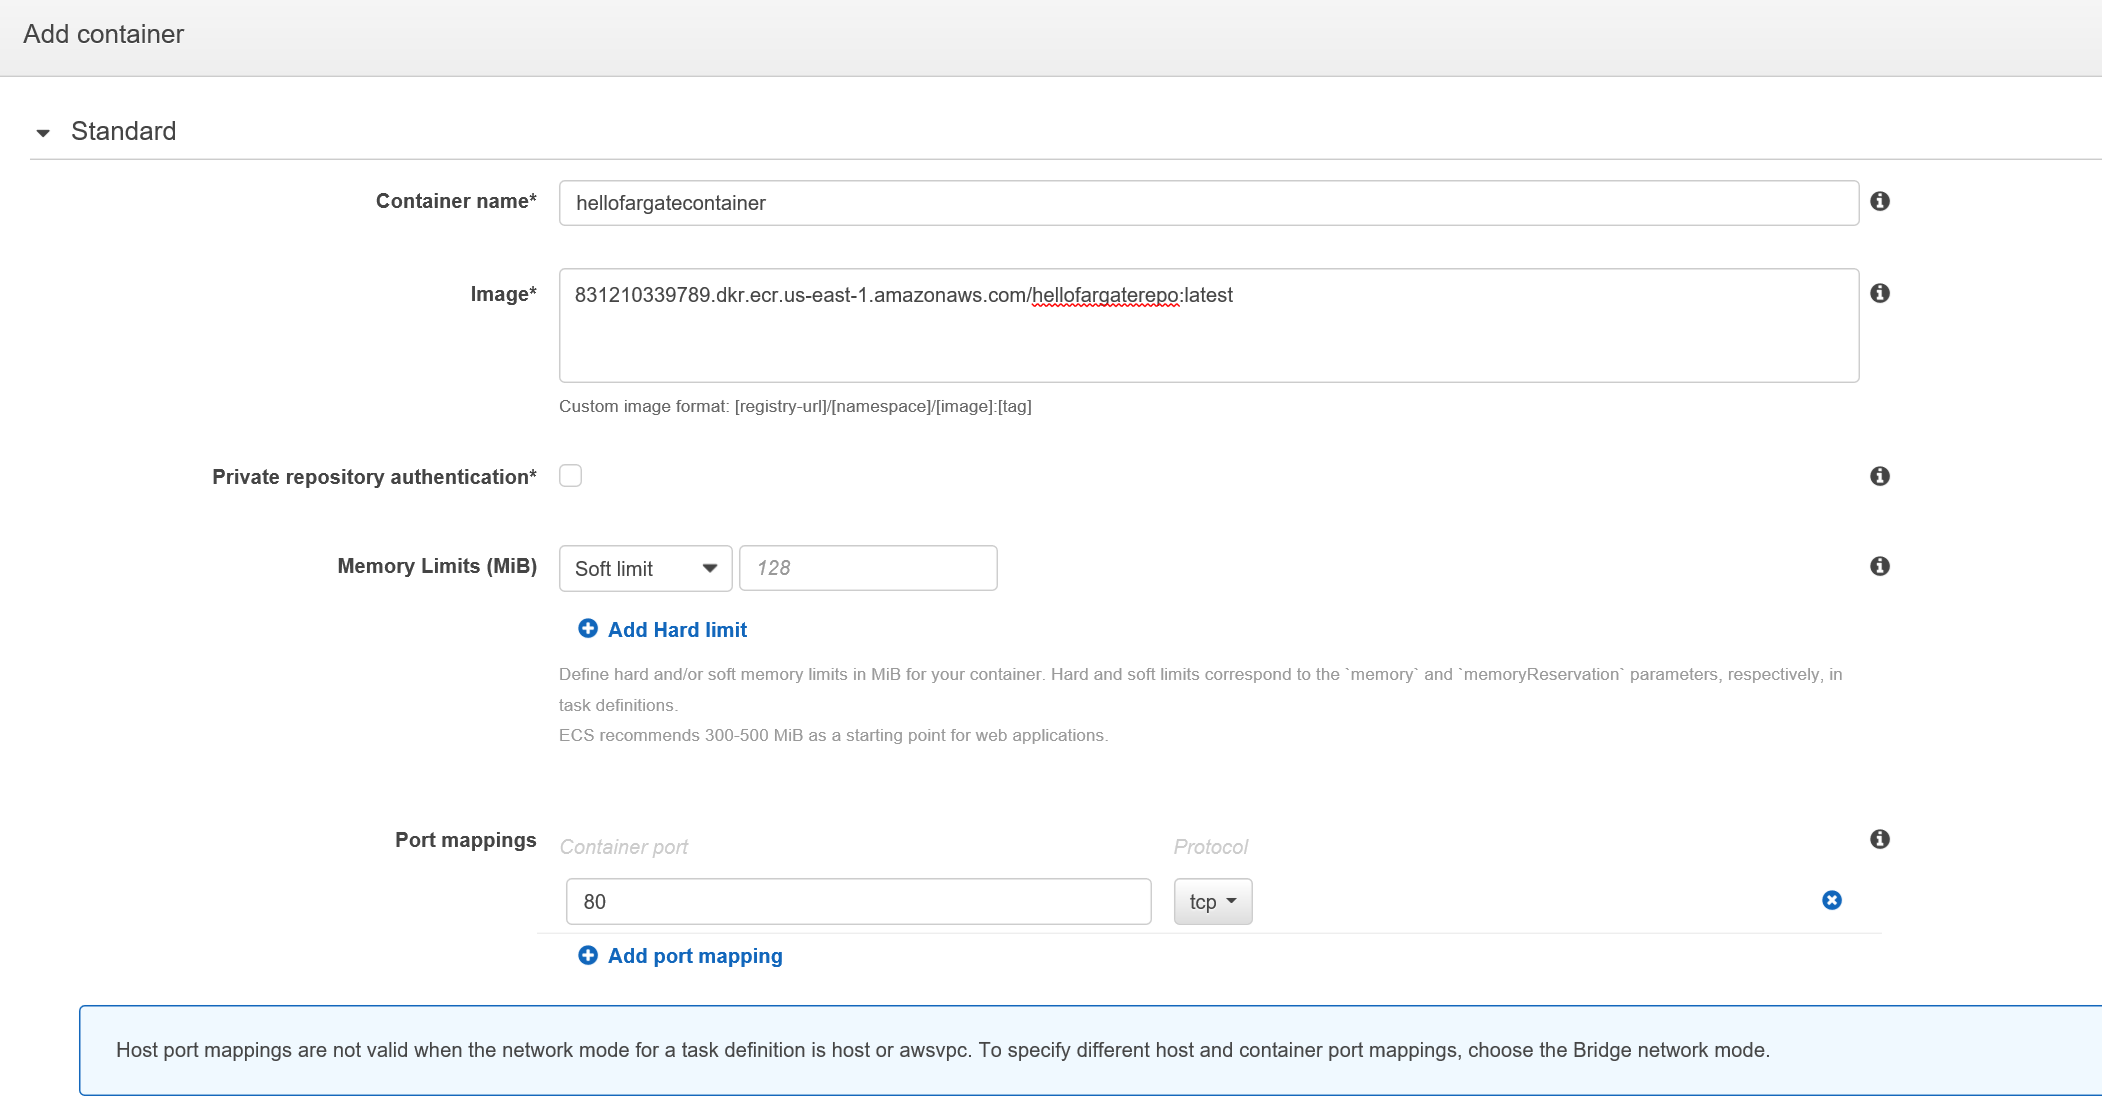 Add container
Standard
Container name*
hellofargatecontainer
Image*
831210339789.dkr.ecr.us-east-1.amazonaws.com/hellofargaterepo:latest
Custom image format: [registry-url]/[namespace]/[image]:[tag]
Private repository authentication*
Memory Limits (MiB)
Soft limit
128
Add Hard limit
Define hard and/or soft memory limits in MiB for your container. Hard and soft limits correspond to the `memory` and `memoryReservation` parameters, respectively, in
task definitions.
ECS recommends 300-500 MiB as a starting point for web applications.
Port mappings
Container port
Protocol
80
tcp
Add port mapping
Host port mappings are not valid when the network mode for a task definition is host or awsvpc. To specify different host and container port mappings, choose the Bridge network mode.